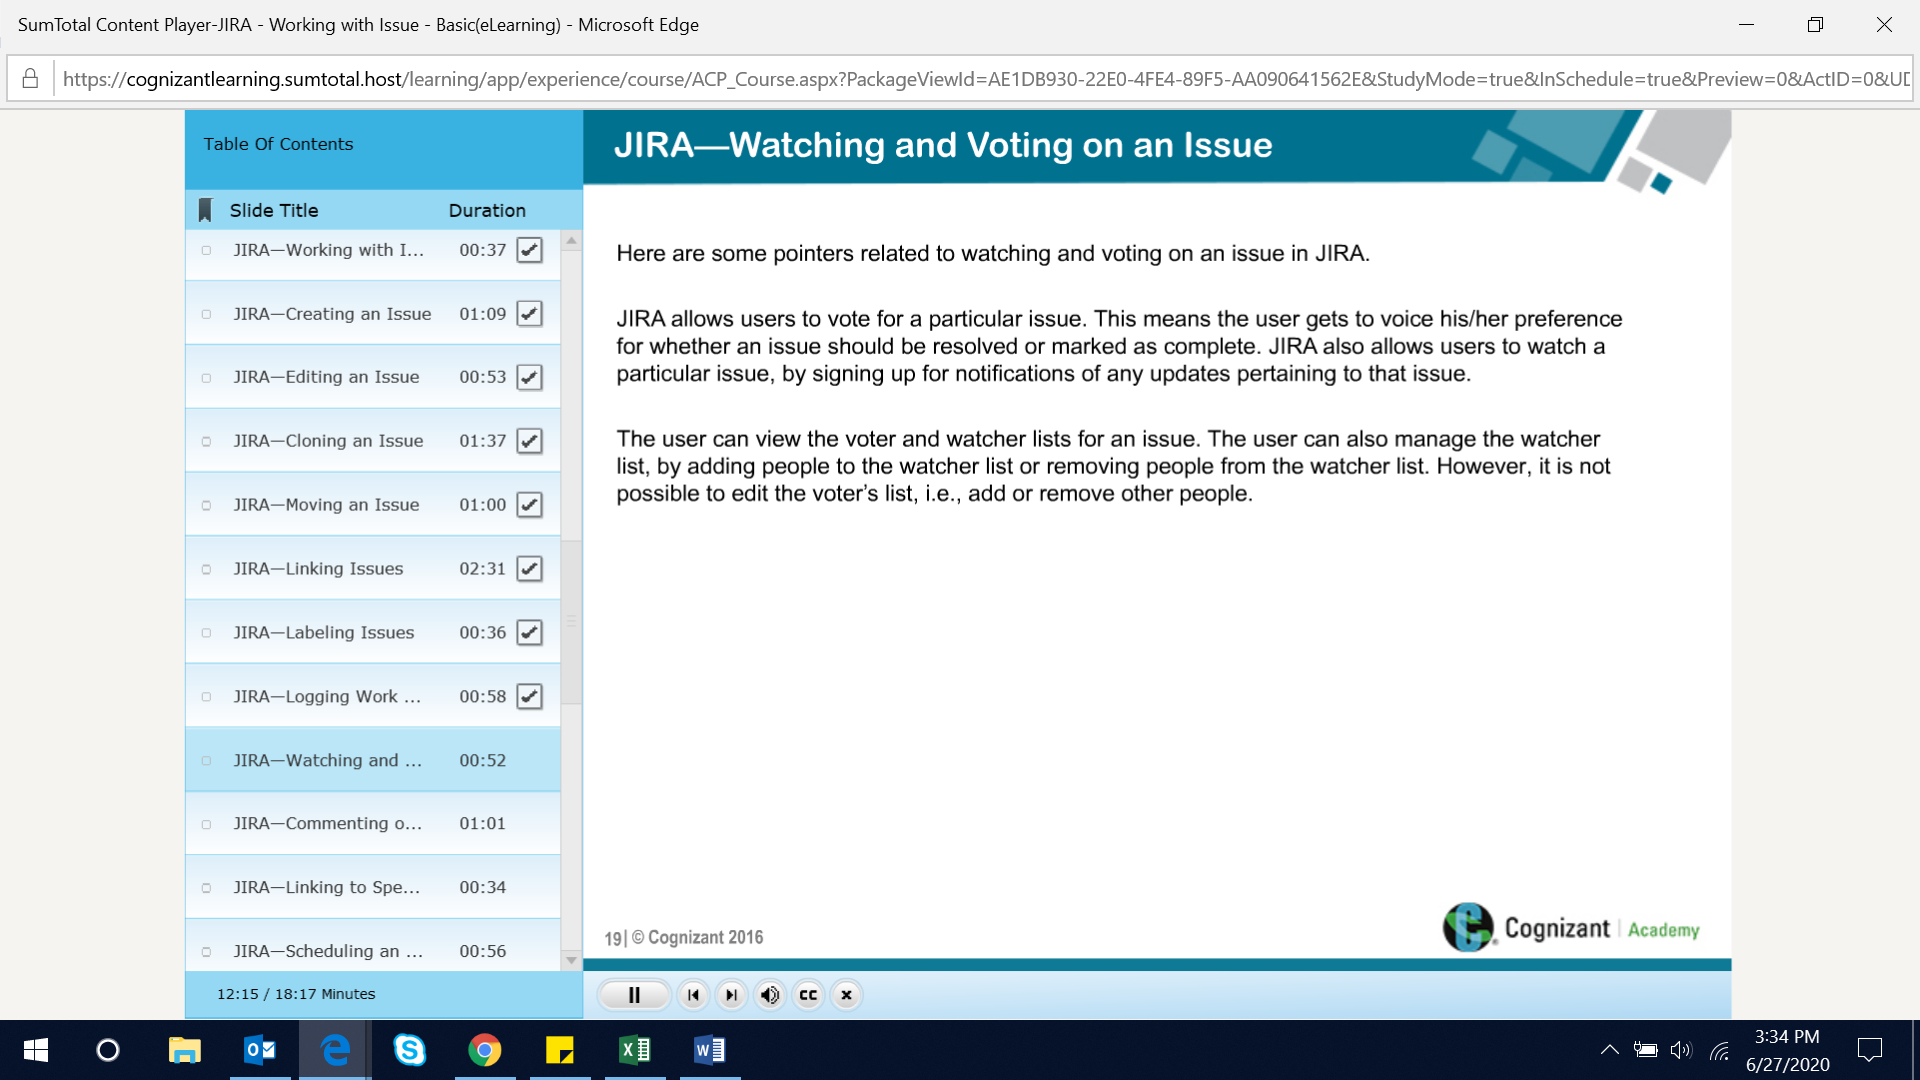 SumTotal Content Player-JIRA - Working with Issue - Basic(eLearning) - Microsoft Edge
https://cognizantlearning.sumtotal.host/learning/app/experience/course/ACP_Course.aspx?PackageViewId=AE1DB930-22E0-4FE4-89F5-AA090641562E&StudyMode=true&InSchedule=true&Preview=0&ActID=0&UD
Table Of Contents
Slide Title Duration
JIRA—Working with I... 00:37
JIRA—Creating an Issue 01:09
JIRA—Editing an Issue 00:53
JIRA—Cloning an Issue 01:37
JIRA—Moving an Issue 01:00
JIRA—Linking Issues 02:31
JIRA—Labeling Issues 00:36
JIRA—Logging Work ... 00:58
JIRA—Watching and ... 00:52
JIRA—Commenting o... 01:01
JIRA—Linking to Spe... 00:34
JIRA—Scheduling an ... 00:56
12:15 / 18:17 Minutes
JIRA—Watching and Voting on an Issue
Here are some pointers related to watching and voting on an issue in JIRA.
JIRA allows users to vote for a particular issue. This means the user gets to voice his/her preference
for whether an issue should be resolved or marked as complete. JIRA also allows users to watch a
particular issue, by signing up for notifications of any updates pertaining to that issue.
The user can view the voter and watcher lists for an issue. The user can also manage the watcher
list, by adding people to the watcher list or removing people from the watcher list. However, it is not
possible to edit the voter’s list, i.e., add or remove other people.
19| © Cognizant 2016
Cognizant | Academy
CC
3:34 PM
6/27/2020